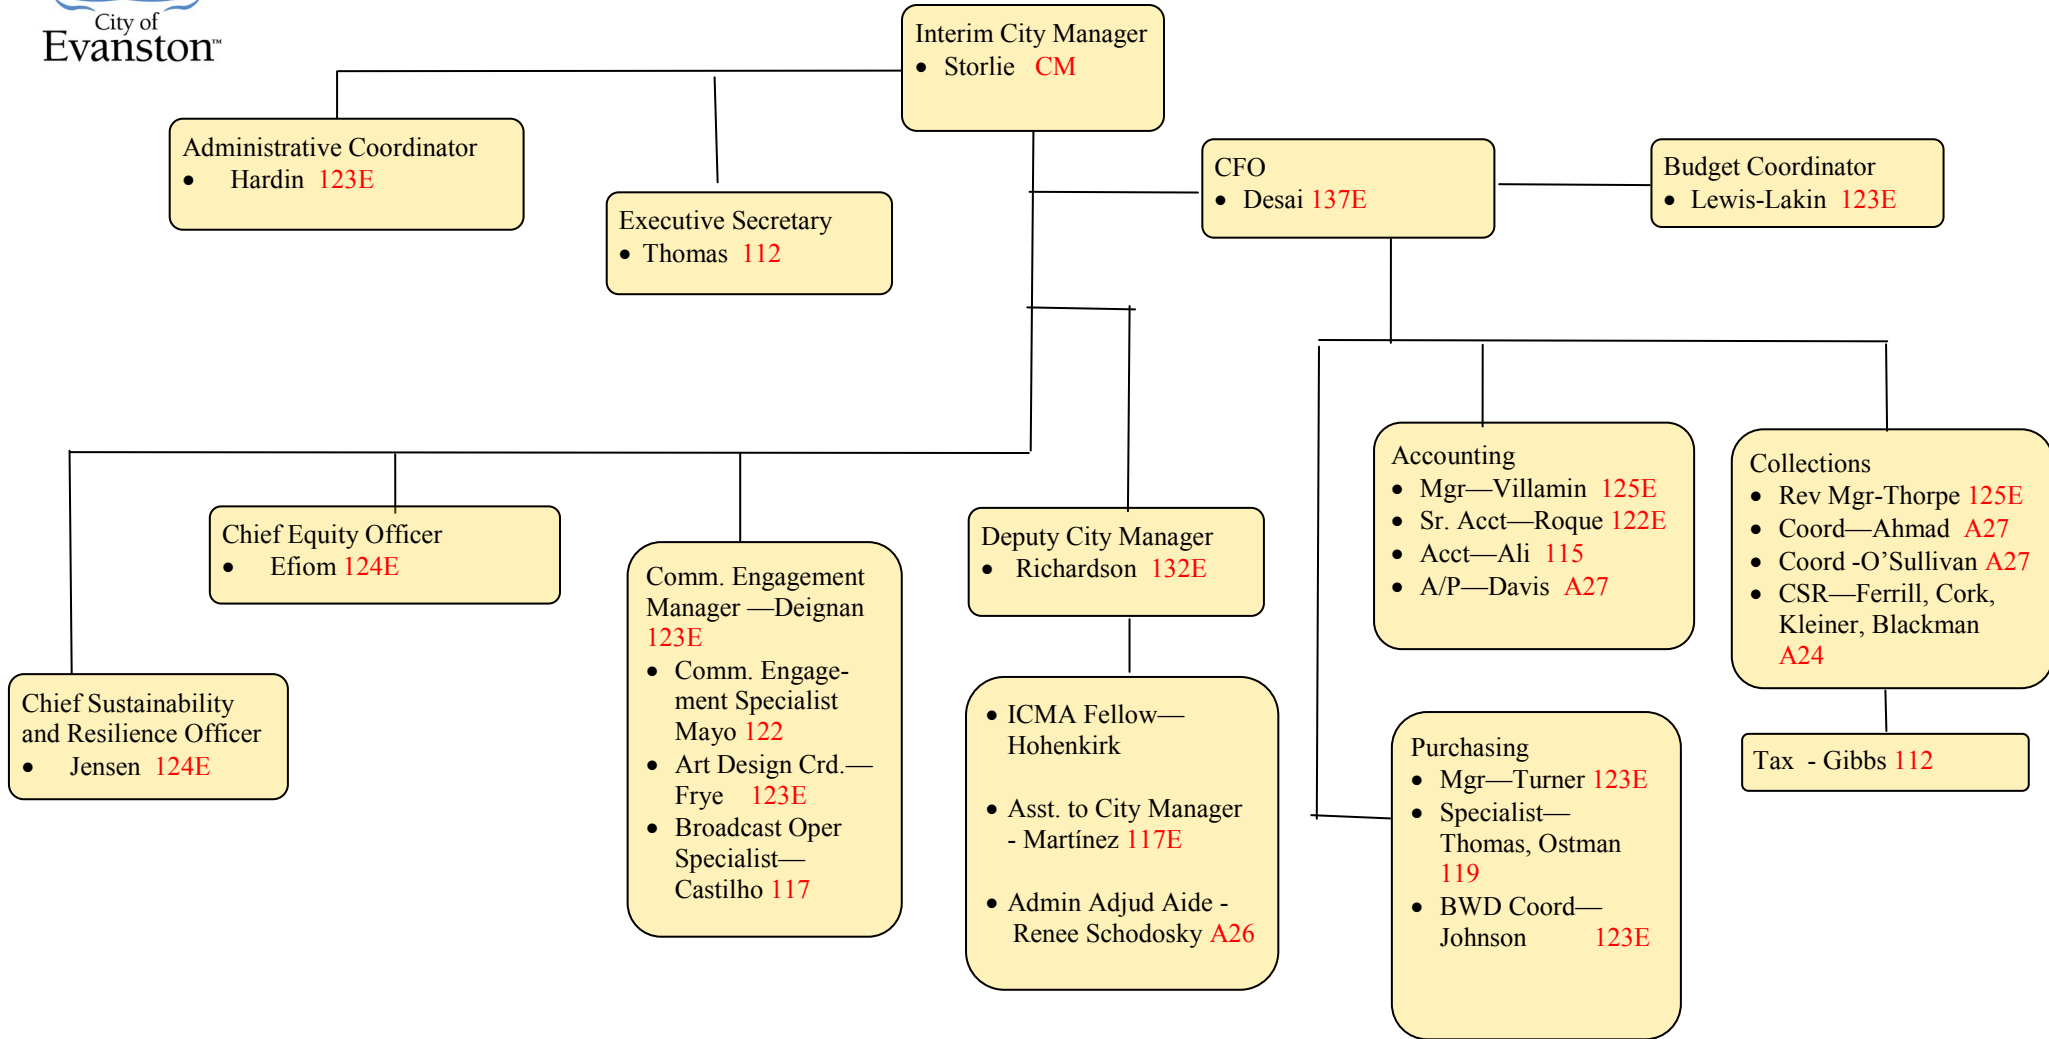 City of
Evanston™
Interim City Manager
• Storlie CM
Administrative Coordinator
• Hardin 123E
Executive Secretary
• Thomas 112
CFO
• Desai 137E
Budget Coordinator
• Lewis-Lakin 123E
Chief Sustainability
and Resilience Officer
• Jensen 124E
Chief Equity Officer
• Efiom 124E
Comm. Engagement
Manager —Deignan
123E
• Comm. Engage-
ment Specialist
Mayo 122
• Art Design Crd.—
Frye 123E
• Broadcast Oper
Specialist—
Castilho 117
Deputy City Manager
• Richardson 132E
• ICMA Fellow—
Hohenkirk
• Asst. to City Manager
- Martínez 117E
• Admin Adjud Aide -
Renee Schodosky A26
Accounting
• Mgr—Villamin 125E
• Sr. Acct—Roque 122E
• Acct—Ali 115
• A/P—Davis A27
Purchasing
• Mgr—Turner 123E
• Specialist—
Thomas, Ostman
119
• BWD Coord—
Johnson 123E
Collections
• Rev Mgr-Thorpe 125E
• Coord—Ahmad A27
• Coord -O’Sullivan A27
• CSR—Ferrill, Cork,
Kleiner, Blackman
A24
Tax - Gibbs 112